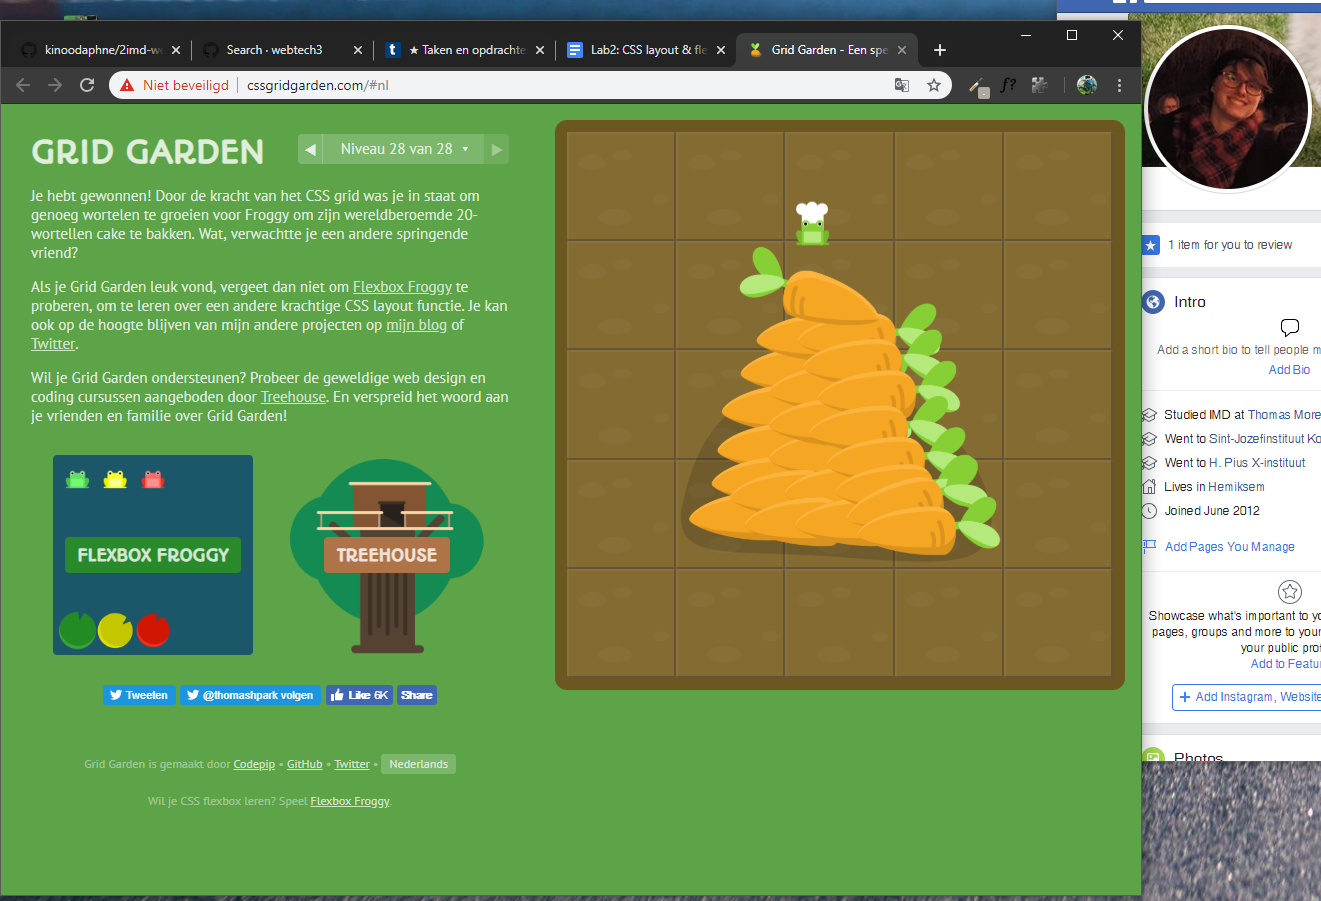 kinoodaphne/2imd-we
Search · webtech3
★ Taken en opdrachte
Lab2: CSS layout & fle
Grid Garden - Een spe
Niet beveiligd
cssgridgarden.com/#nl
GRID GARDEN
Niveau 28 van 28
Je hebt gewonnen! Door de kracht van het CSS grid was je in staat om
genoeg wortelen te groeien voor Froggy om zijn wereldberoemde 20-
wortellen cake te bakken. Wat, verwachtte je een andere springende
vriend?
Als je Grid Garden leuk vond, vergeet dan niet om Flexbox Froggy te
proberen, om te leren over een andere krachtige CSS layout functie. Je kan
ook op de hoogte blijven van mijn andere projecten op mijn blog of
Twitter.
Wil je Grid Garden ondersteunen? Probeer de geweldige web design en
coding cursussen aangeboden door Treehouse. En verspreid het woord aan
je vrienden en familie over Grid Garden!
FLEXBOX FROGGY
TREEHOUSE
Tweeten
@thomashpark volgen
Like 6K
Share
Grid Garden is gemaakt door Codepip • GitHub • Twitter • Nederlands
Wil je CSS flexbox leren? Speel Flexbox Froggy.
1 item for you to review
Intro
Add a short bio to tell people m
Add Bio
Studied IMD at Thomas More
Went to Sint-Jozefinstituut Ko
Went to H. Pius X-instituut
Lives in Hemiksem
Joined June 2012
Add Pages You Manage
Showcase what's important to yo
pages, groups and more to your
your public prof
Add to Featu
+ Add Instagram, Website
Photos